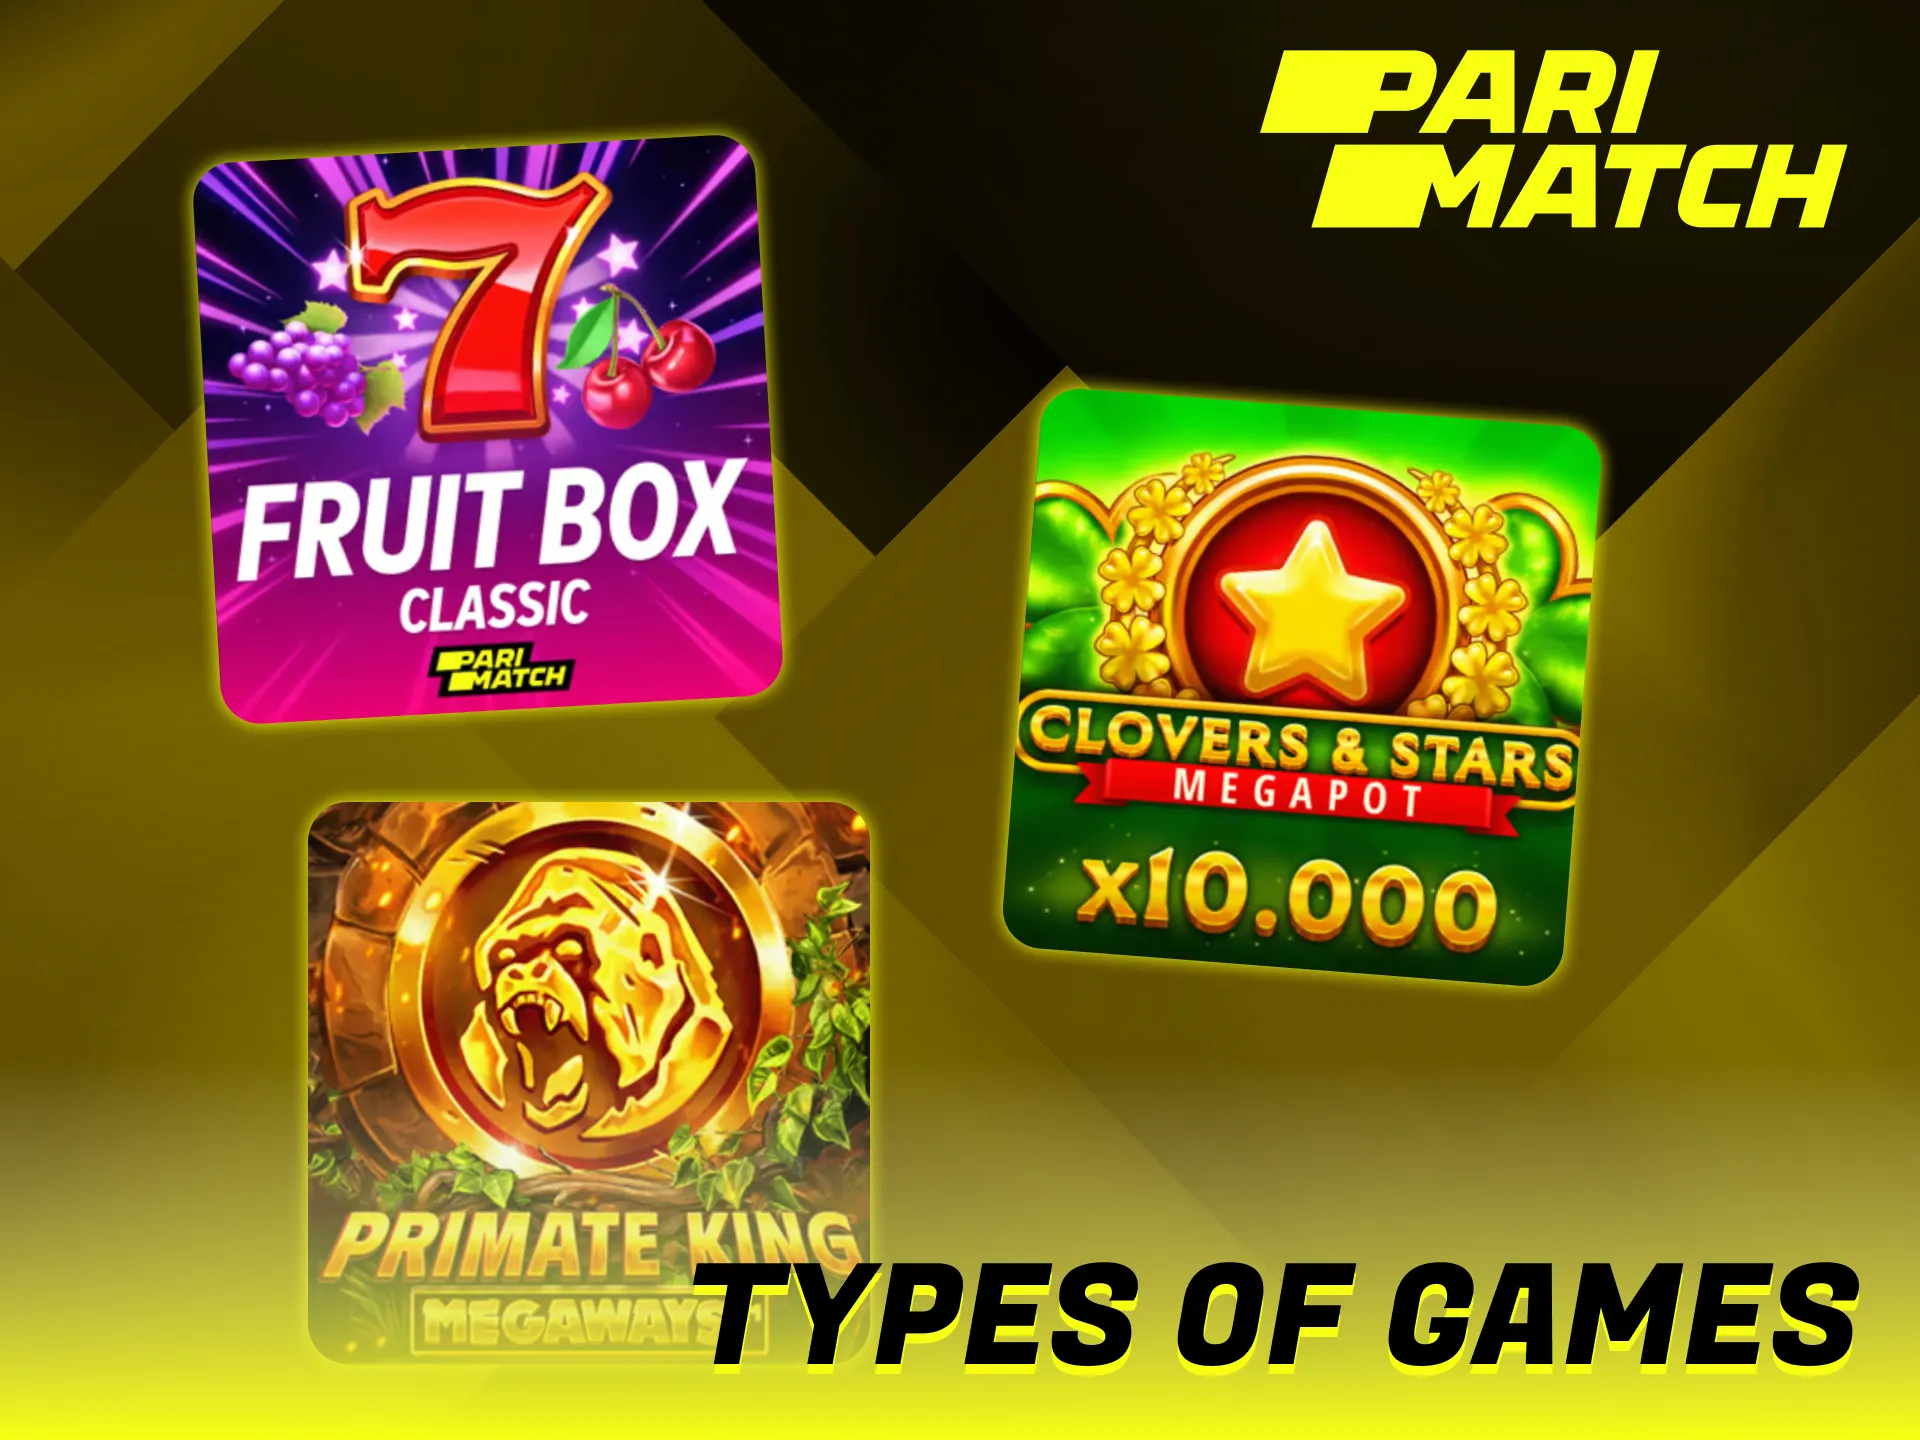 PARI
MATCH
7
FRUIT BOX
CLASSIC
PARI
MATCH
CLOVERS & STARS
MEGAPOT
x10.000
PRIMATE KING
MEGAWAYS
TYPES OF GAMES